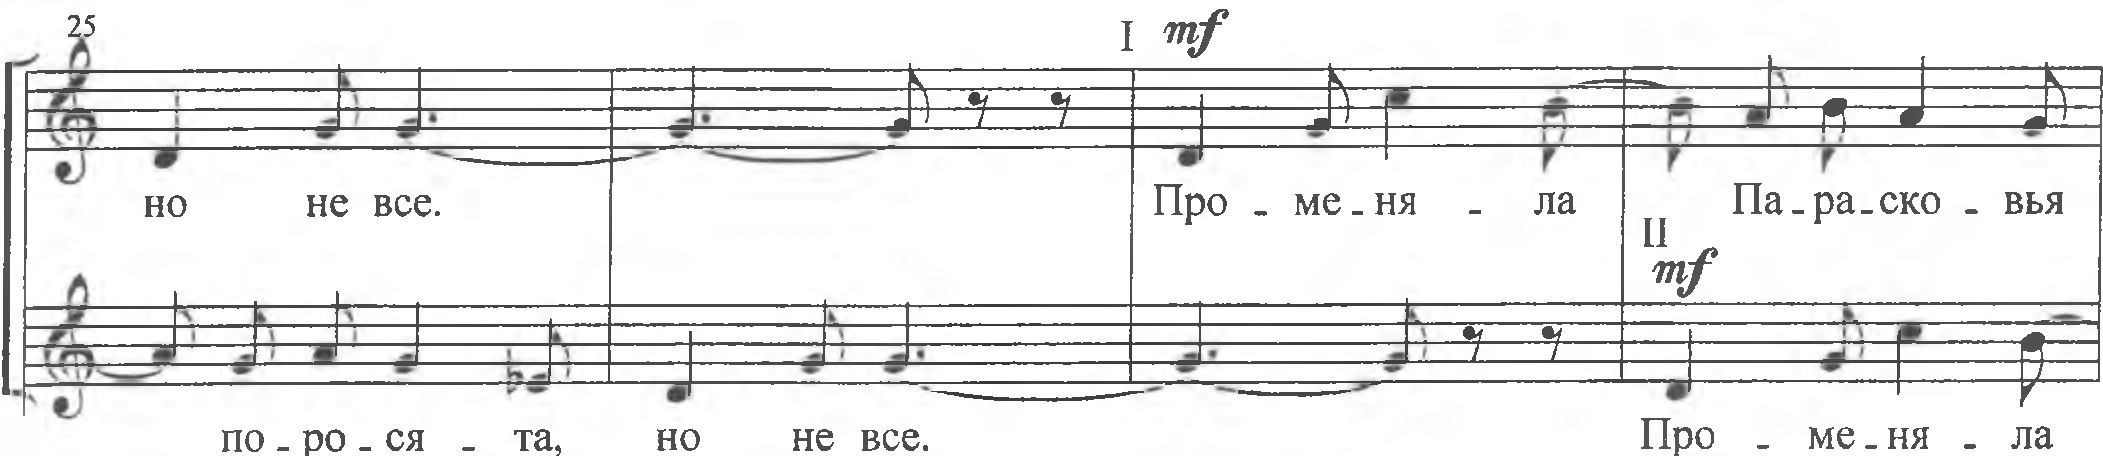 25
I mf
но не все. Про - ме - ня - ла Па - ра - ско - вья
II
mf
по - ро - ся - та, но не все. Про - ме - ня - ла